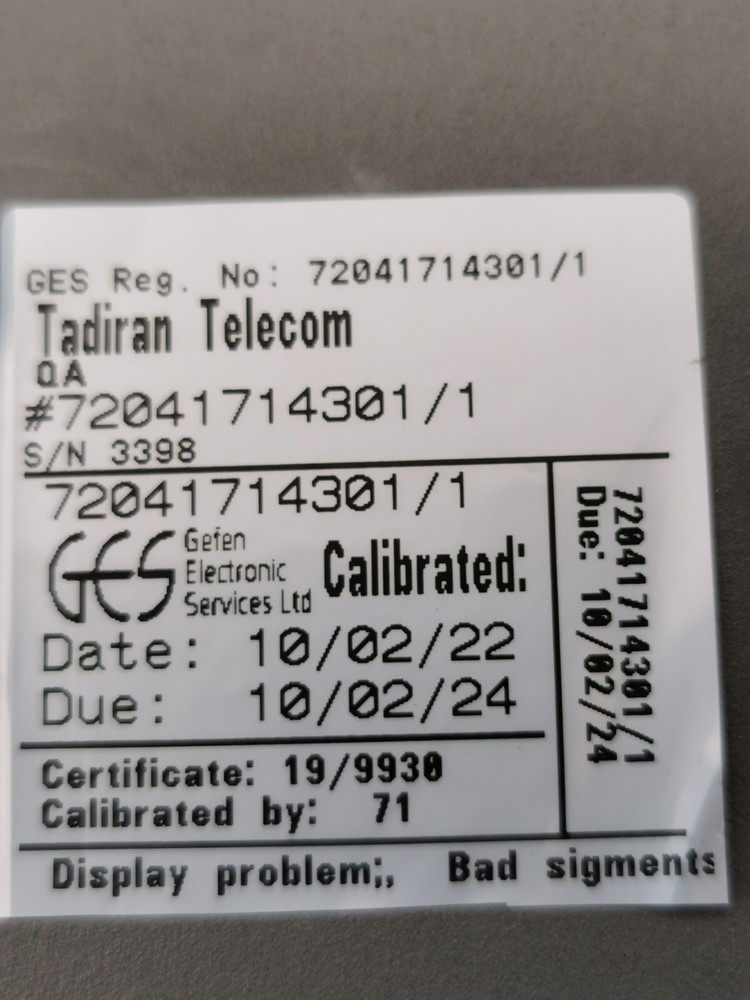 GES Reg. No: 72041714301/1
Tadiran Telecom
QA
#72041714301/1
S/N 3398
72041714301/1
GES
Gefen
Electronic
Services Ltd
Calibrated:
Date: 10/02/22
Due: 10/02/24
72041714301/1
Due: 10/02/24
Certificate: 19/9930
Calibrated by: 71
Display problem;, Bad sigments